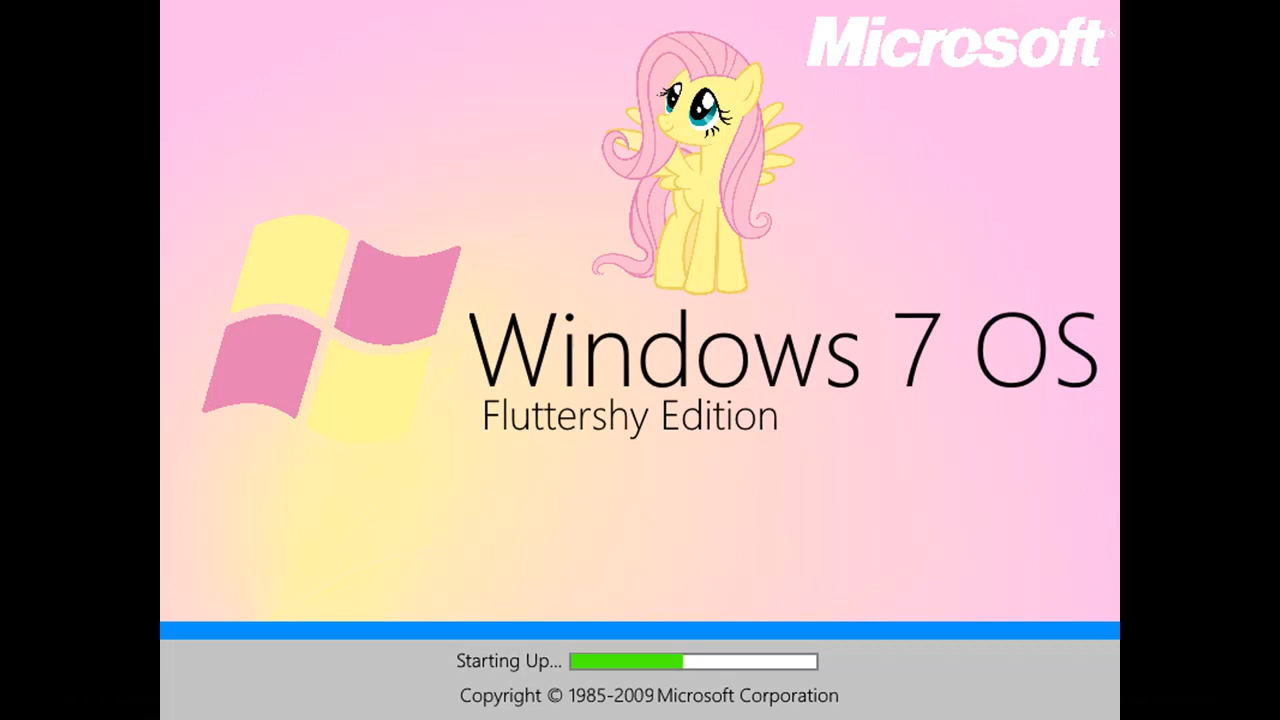 Microsoft®
Windows 7 OS
Fluttershy Edition
Starting Up...
Copyright © 1985-2009 Microsoft Corporation